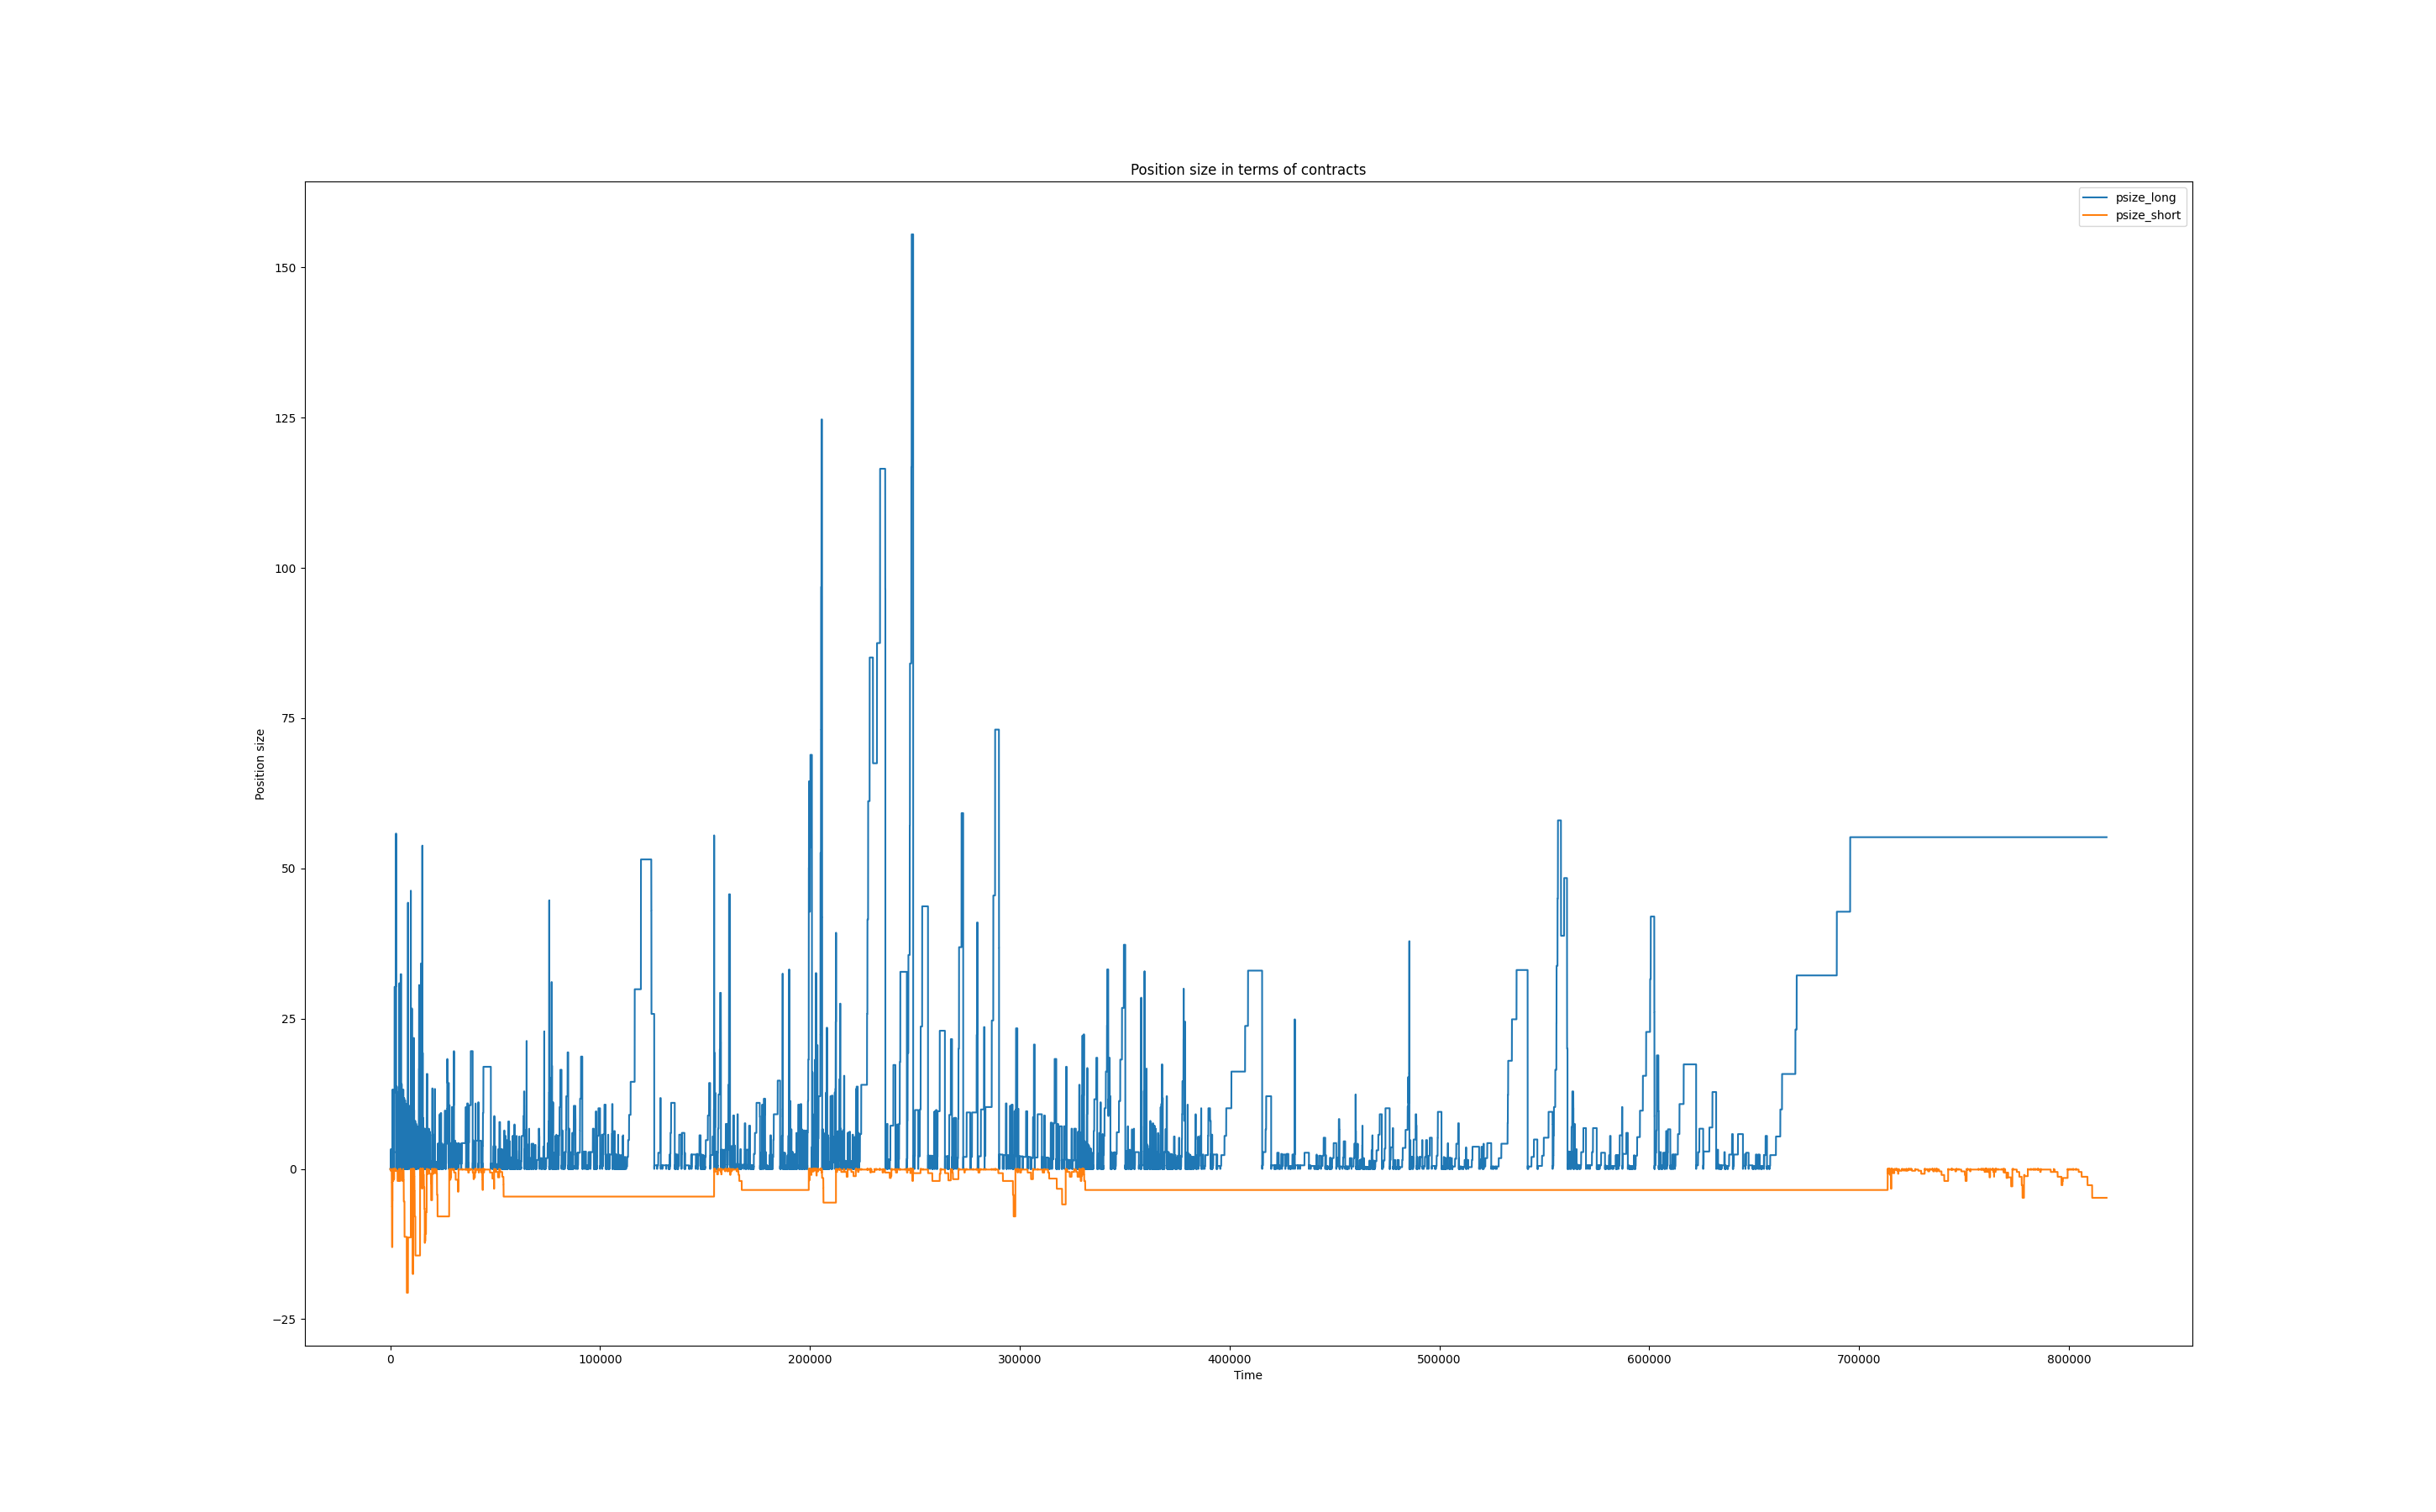 Position size in terms of contracts
psize_long
psize_short
150
125
100
75
50
25
0
−25
Position size
0 100000 200000 300000 400000 500000 600000 700000 800000
Time